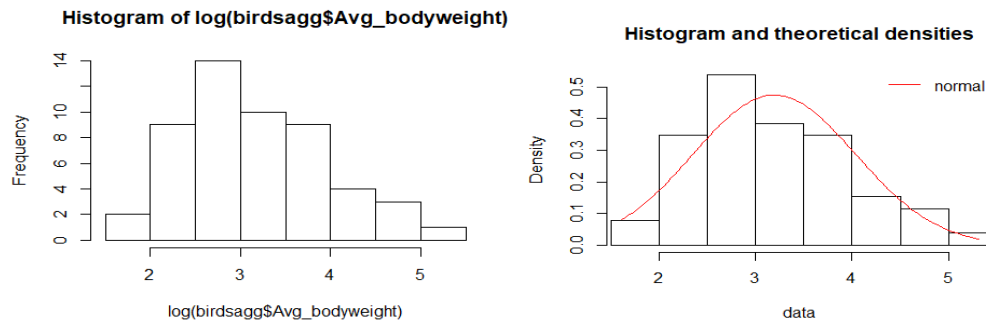 Histogram of log(birdsagg$Avg_bodyweight)
Frequency
14
10
8
6
4
2
0
2 3 4 5
log(birdsagg$Avg_bodyweight)
Histogram and theoretical densities
normal
Density
0.5
0.4
0.3
0.2
0.1
0.0
2 3 4 5
data